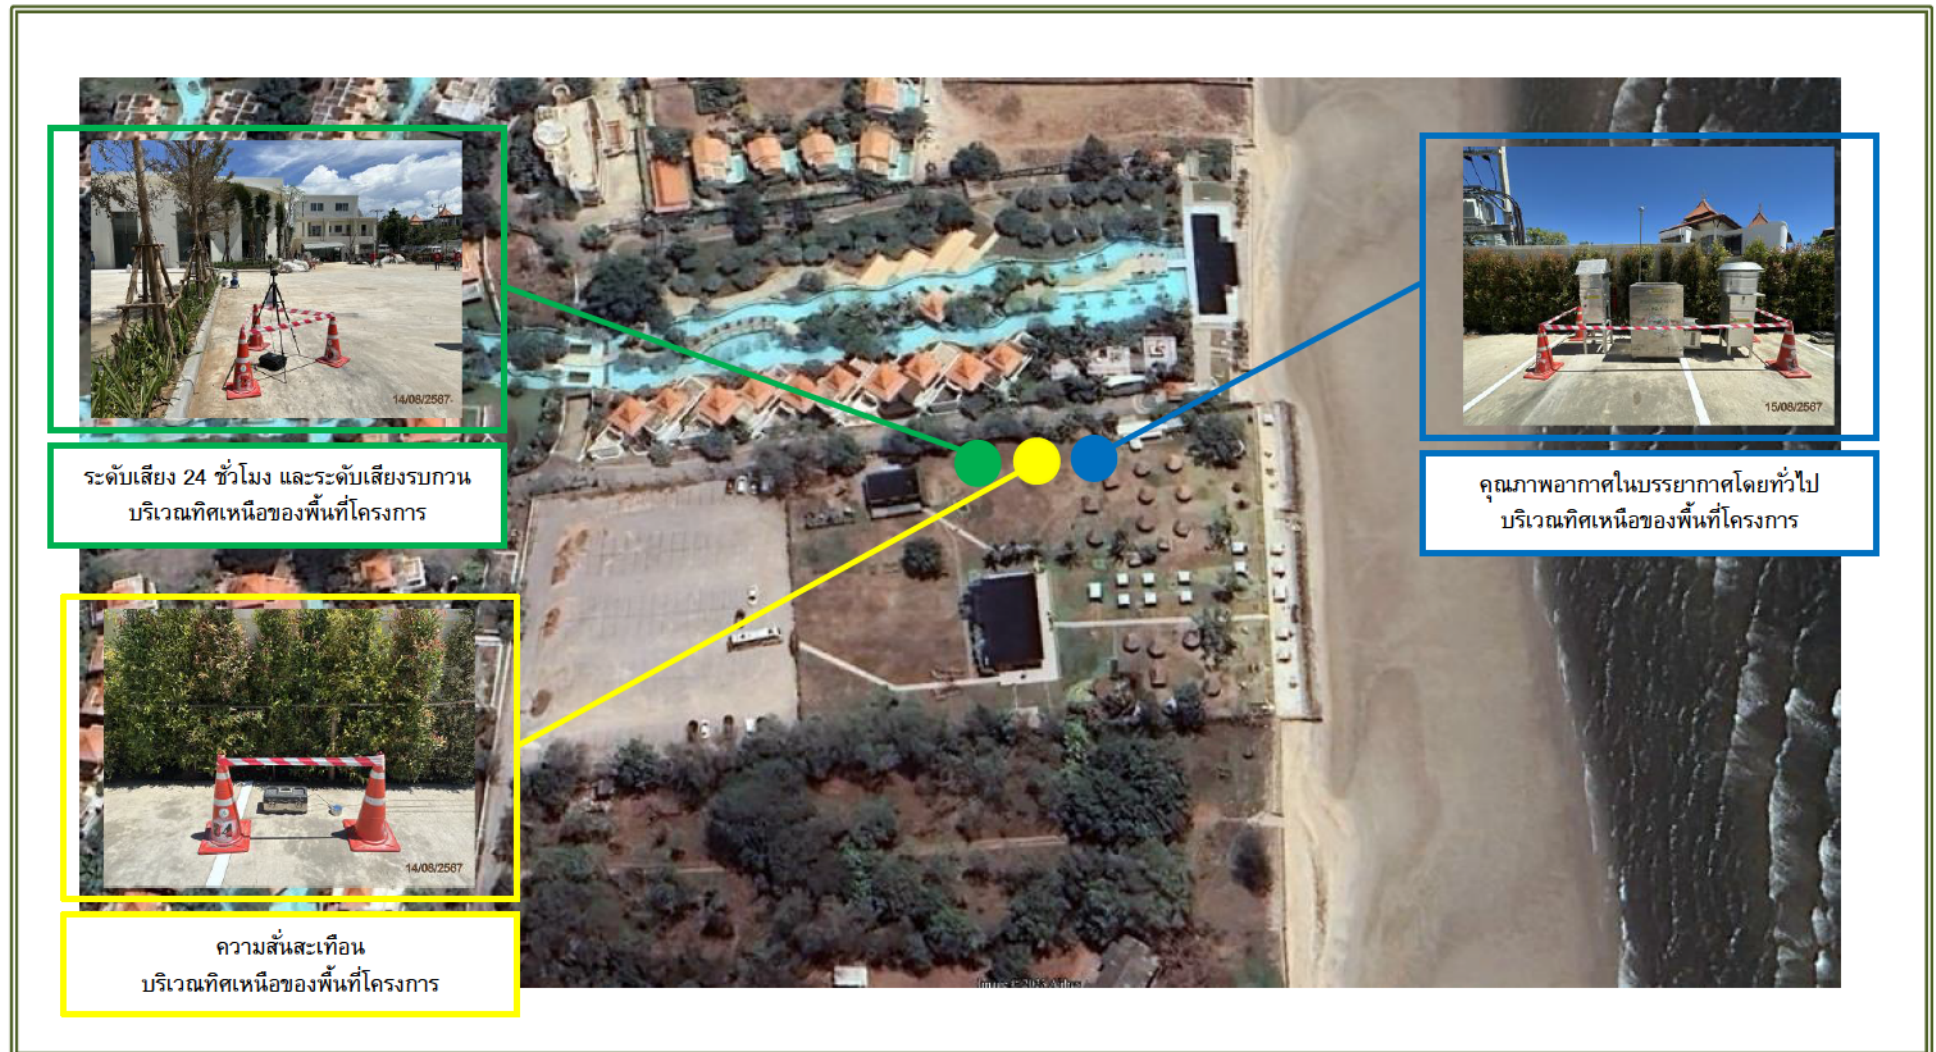 14/08/2567
ระดับเสียง 24 ชั่วโมง และระดับเสียงรบกวน
บริเวณทิศเหนือของพื้นที่โครงการ
15/08/2567
คุณภาพอากาศในบรรยากาศโดยทั่วไป
บริเวณทิศเหนือของพื้นที่โครงการ
14/08/2567
ความสั่นสะเทือน
บริเวณทิศเหนือของพื้นที่โครงการ